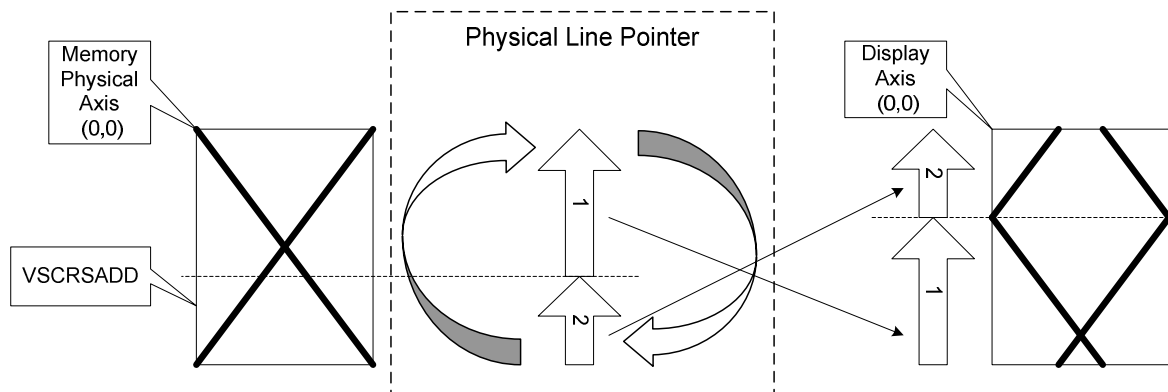 Physical Line Pointer
Memory
Physical
Axis
(0,0)
VSCRSADD
1
2
Display
Axis
(0,0)
2
1